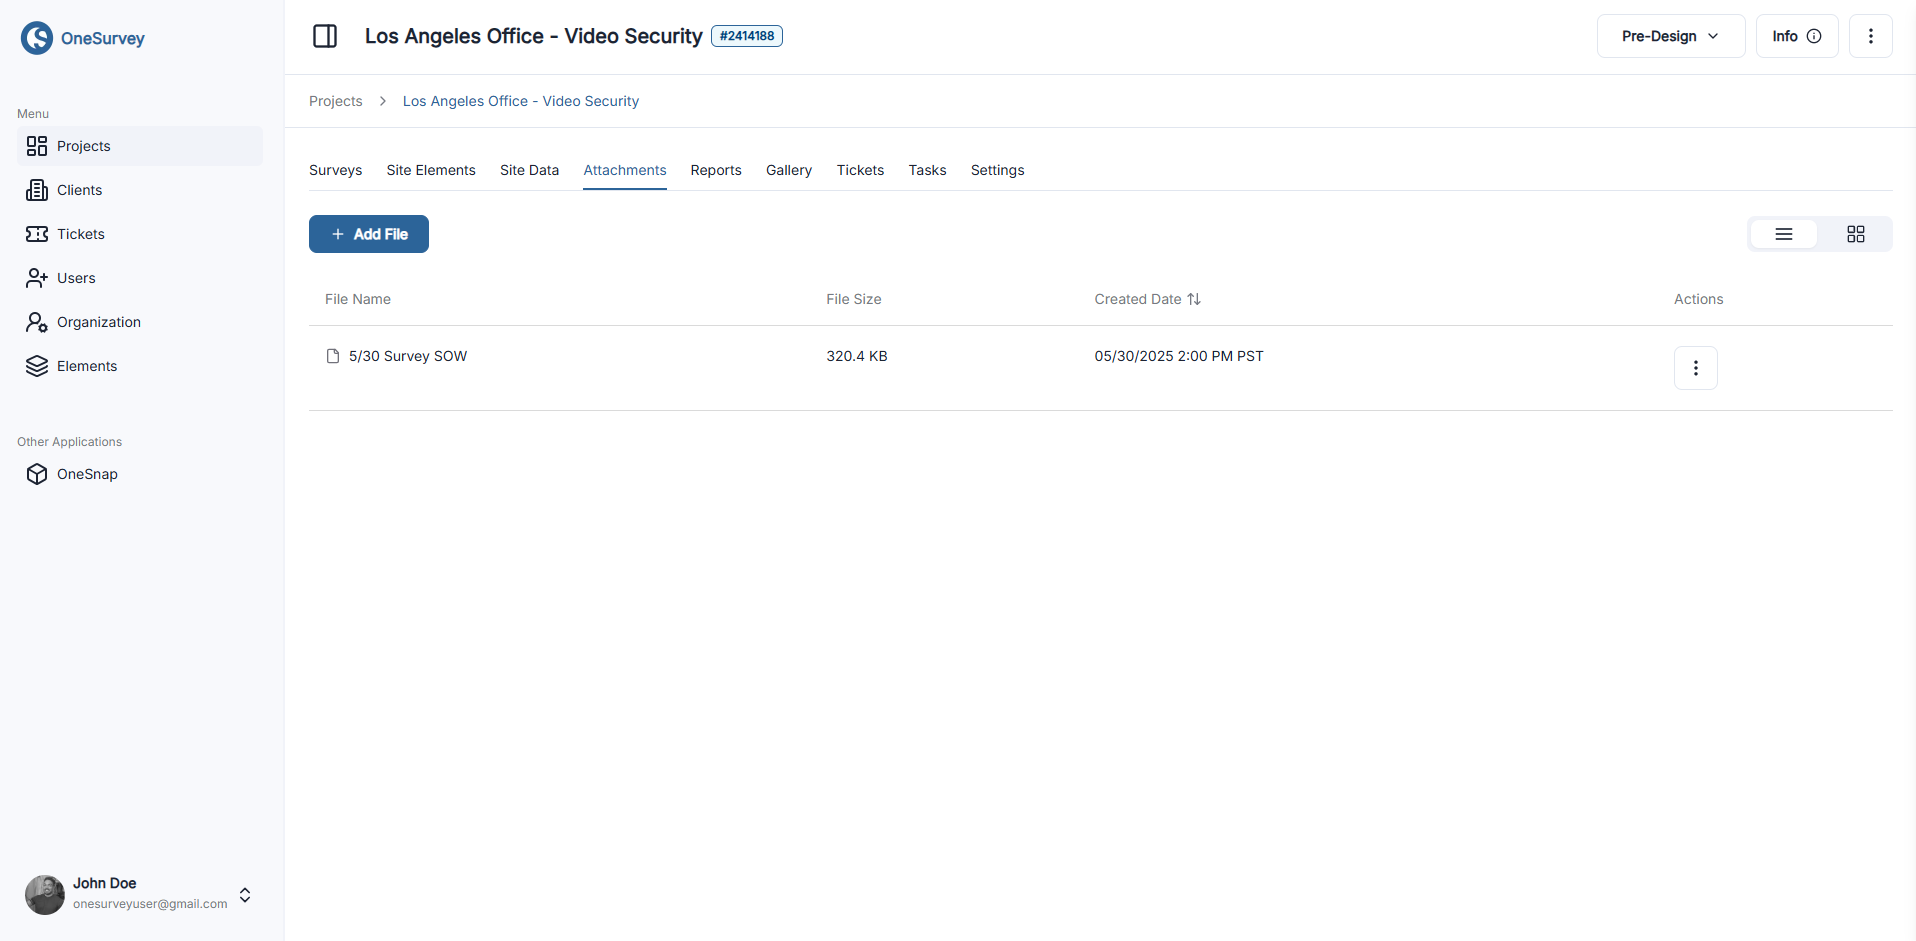 OneSurvey
Menu
Projects
Clients
Tickets
Users
Organization
Elements
Other Applications
OneSnap
John Doe
onesurveyuser@gmail.com
Los Angeles Office - Video Security #2414188
Pre-Design
Info
Projects > Los Angeles Office - Video Security
Surveys Site Elements Site Data Attachments Reports Gallery Tickets Tasks Settings
+ Add File
File Name File Size Created Date Actions
5/30 Survey SOW 320.4 KB 05/30/2025 2:00 PM PST